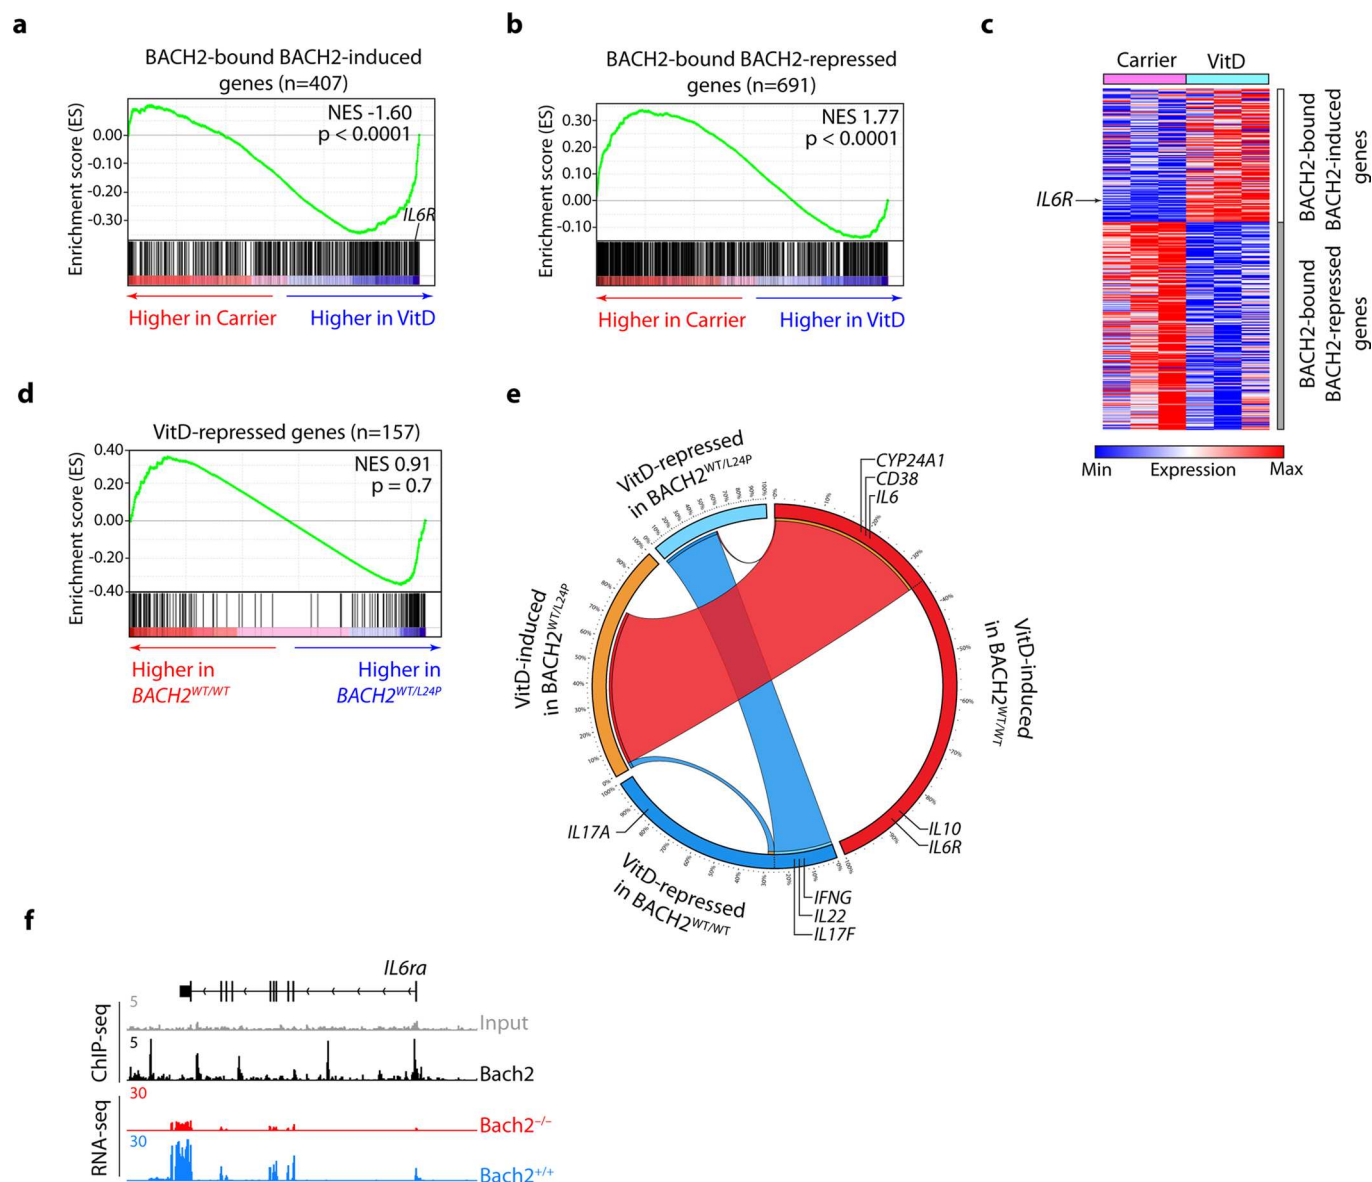 a
BACH2-bound BACH2-induced
genes (n=407)
NES -1.60
p < 0.0001
Enrichment score (ES)
0.00
-0.10
-0.20
-0.30
IL6R
Higher in Carrier
Higher in VitD
b
BACH2-bound BACH2-repressed
genes (n=691)
NES 1.77
p < 0.0001
Enrichment score (ES)
0.30
0.20
0.10
0.00
-0.10
Higher in Carrier
Higher in VitD
c
Carrier
VitD
IL6R
BACH2-bound
BACH2-induced
genes
BACH2-bound
BACH2-repressed
genes
Min
Expression
Max
d
VitD-repressed genes (n=157)
NES 0.91
p = 0.7
Enrichment score (ES)
0.40
0.20
0.00
-0.20
-0.40
Higher in
BACH2WT/WT
Higher in
BACH2WT/L24P
e
VitD-repressed
in BACH2WT/L24P
CYP24A1
CD38
IL6
VitD-induced
in BACH2WT/L24P
VitD-induced
in BACH2WT/WT
IL10
IL6R
IL17A
VitD-repressed
in BACH2WT/WT
IFNG
IL22
IL17F
f
IL6ra
ChIP-seq
5
Input
5
Bach2
RNA-seq
30
Bach2–/–
30
Bach2+/+